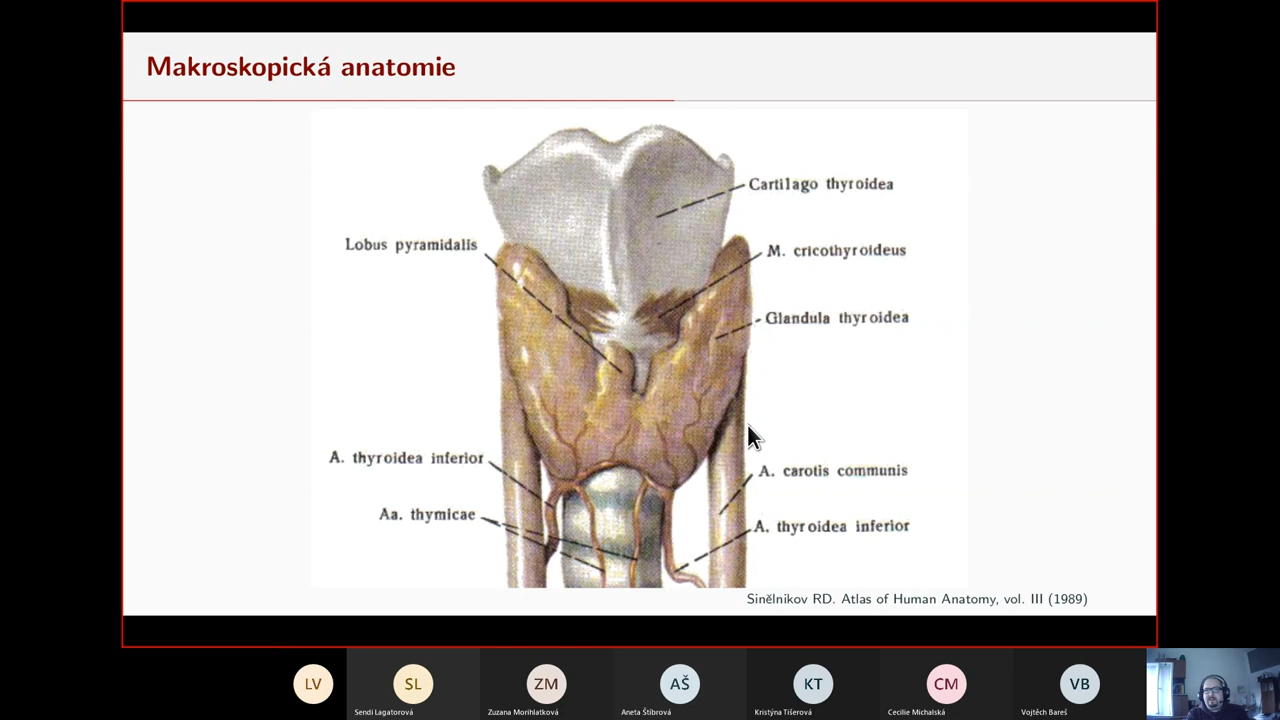 Makroskopická anatomie
Cartilago thyroidea
Lobus pyramidalis
M. cricothyroideus
Glandula thyroidea
A. thyroidea inferior
A. carotis communis
Aa. thymicae
A. thyroidea inferior
Sinělnikov RD. Atlas of Human Anatomy, vol. III (1989)
LV
SL
ZM
AŠ
KT
CM
VB
Sendi Lagatorová
Zuzana Morihlatková
Aneta Štíbrová
Kristýna Tišerová
Cecilie Michalská
Vojtěch Bareš